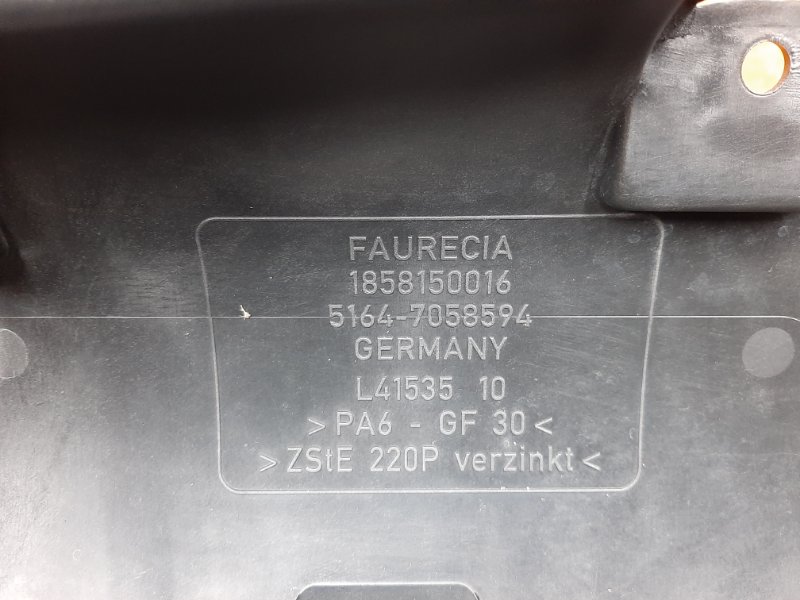 FAURECIA
1858150016
5164-7058594
GERMANY
L41535 10
>PA6 - GF 30<
>ZStE 220P verzinkt<